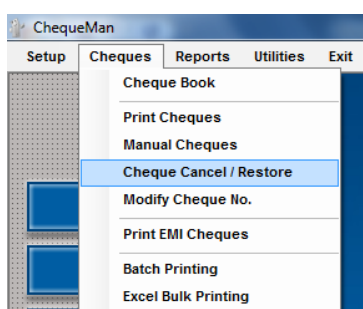 ChequeMan
Setup Cheques Reports Utilities Exit
Cheque Book
Print Cheques
Manual Cheques
Cheque Cancel / Restore
Modify Cheque No.
Print EMI Cheques
Batch Printing
Excel Bulk Printing